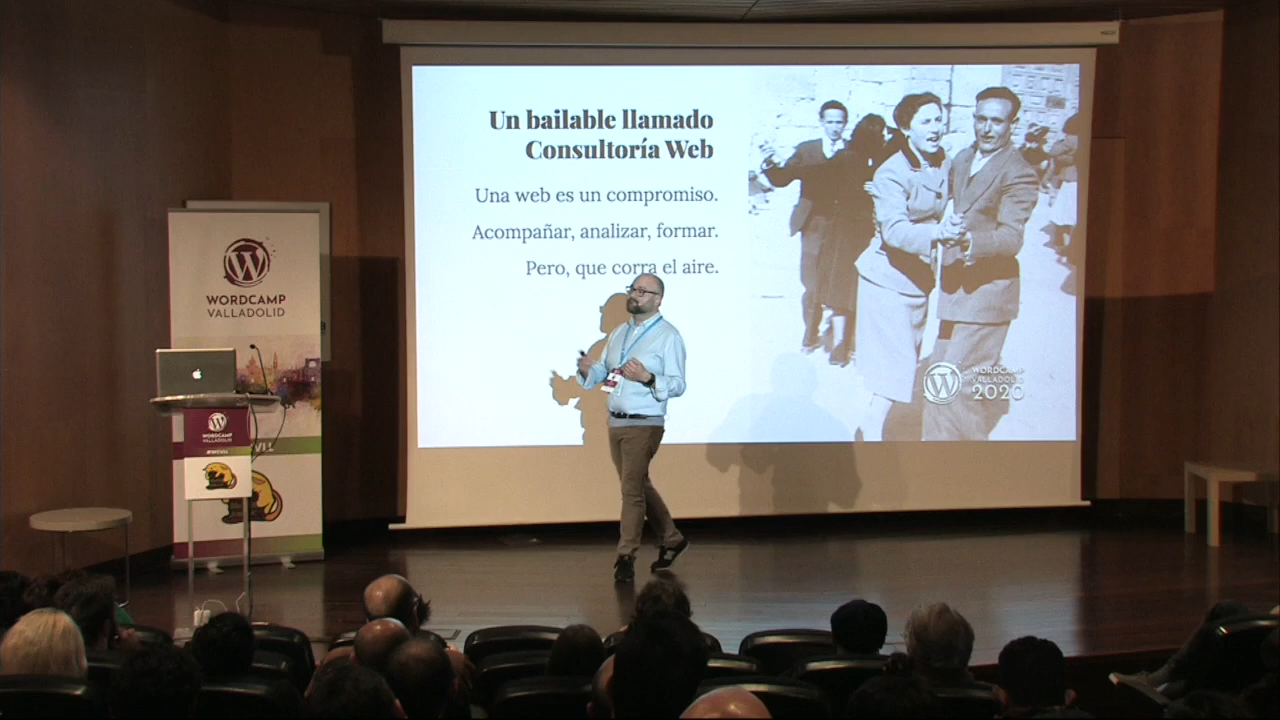 Un bailable llamado
Consultoría Web
Una web es un compromiso.
Acompañar, analizar, formar.
Pero, que corra el aire.
WORDCAMP
VALLADOLID
2020
WORDCAMP
VALLADOLID
WORDCAMP
VALLADOLID